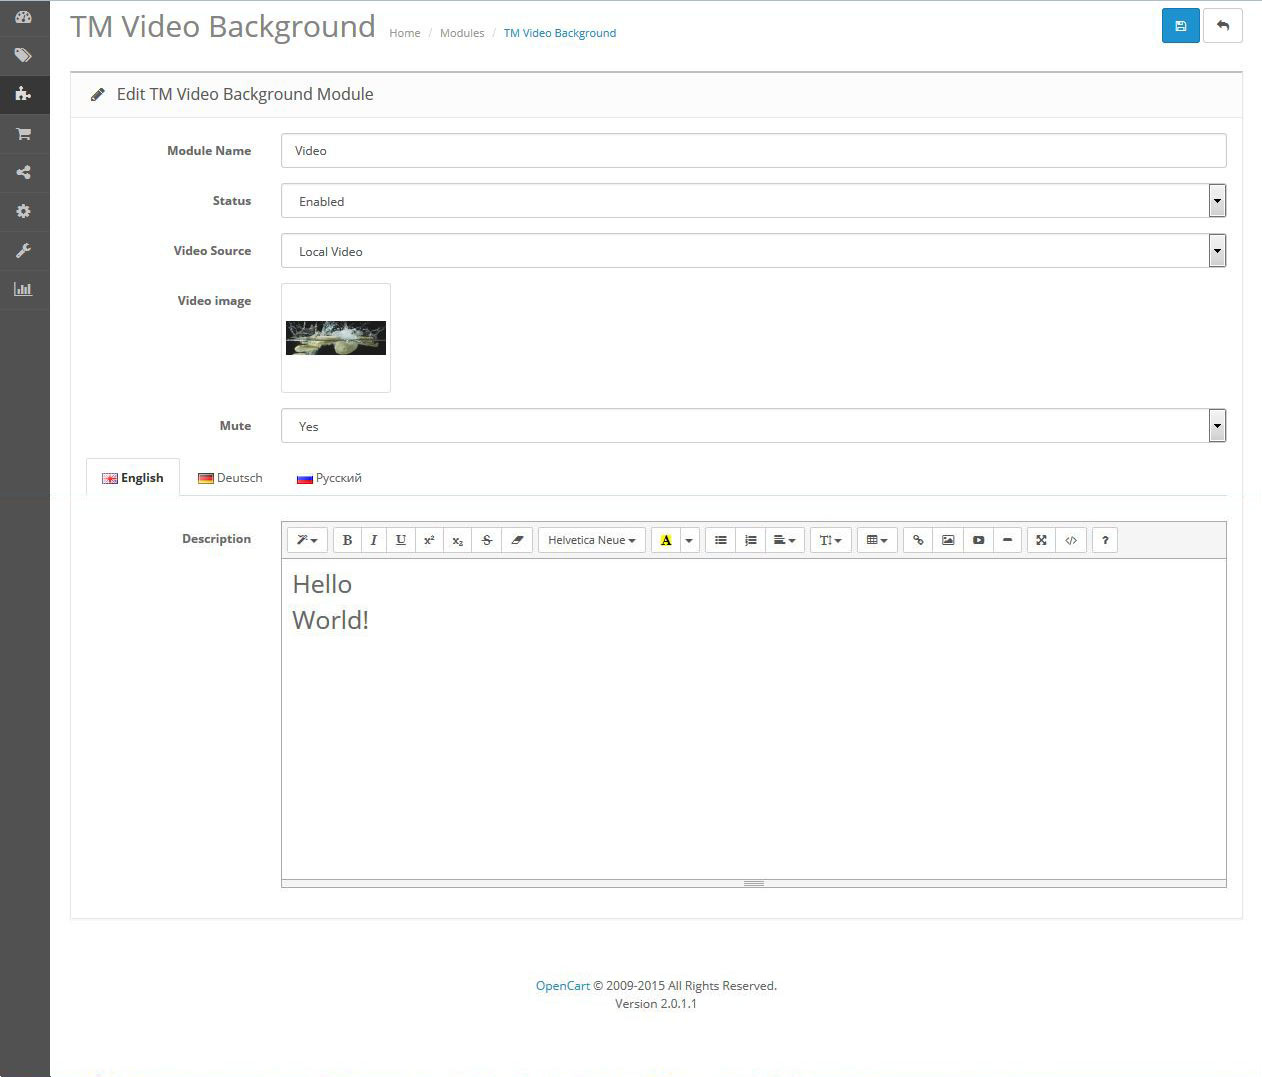 TM Video Background Home / Modules / TM Video Background
Edit TM Video Background Module
Module Name Video
Status Enabled
Video Source Local Video
Video image
Mute Yes
English Deutsch Русский
Description B I U x² x₂ S Helvetica Neue A T </> ?
Hello
World!
OpenCart © 2009-2015 All Rights Reserved.
Version 2.0.1.1